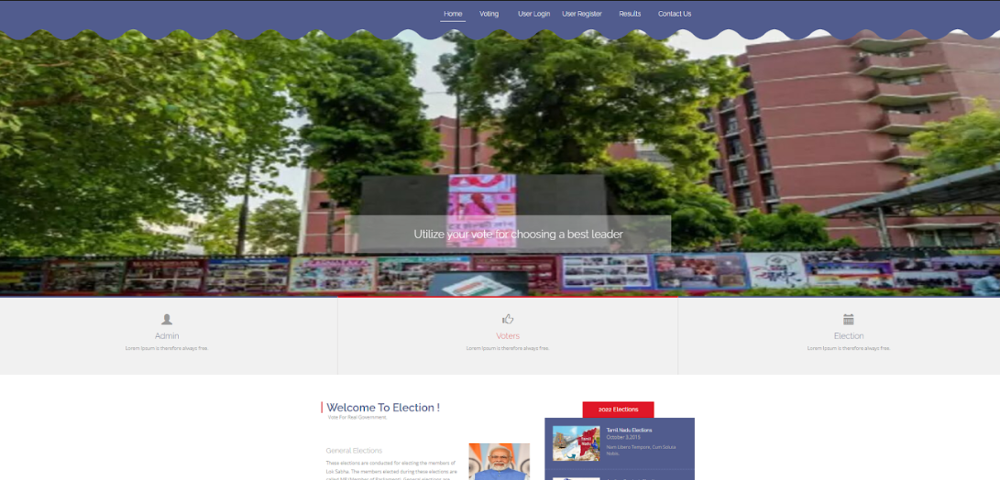 Home Voting User Login User Register Results Contact Us
Utilize your vote for choosing a best leader
Admin
Lorem Ipsum is therefore always free.
Voters
Lorem Ipsum is therefore always free.
Election
Lorem Ipsum is therefore always free.
Welcome To Election !
Vote For Real Government.
General Elections
These elections are conducted for electing the members of
Lok Sabha. The members elected during these elections are
called MP (Member of Parliament). General elections are
2022 Elections
Tamil Nadu Elections
October 3,2015
Nam Libero Tempore, Cum Soluta
Nobis.
Tamil
Nadu